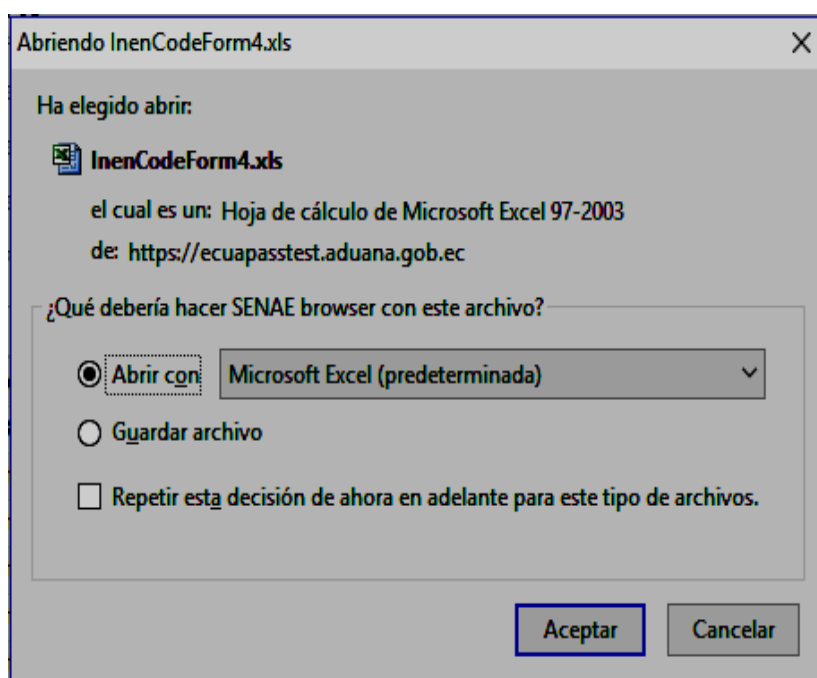 Abriendo InenCodeForm4.xls
Ha elegido abrir:
InenCodeForm4.xls
el cual es un: Hoja de cálculo de Microsoft Excel 97-2003
de: https://ecuapasstest.aduana.gob.ec
¿Qué debería hacer SENAE browser con este archivo?
Abrir con Microsoft Excel (predeterminada)
Guardar archivo
Repetir esta decisión de ahora en adelante para este tipo de archivos.
Aceptar Cancelar